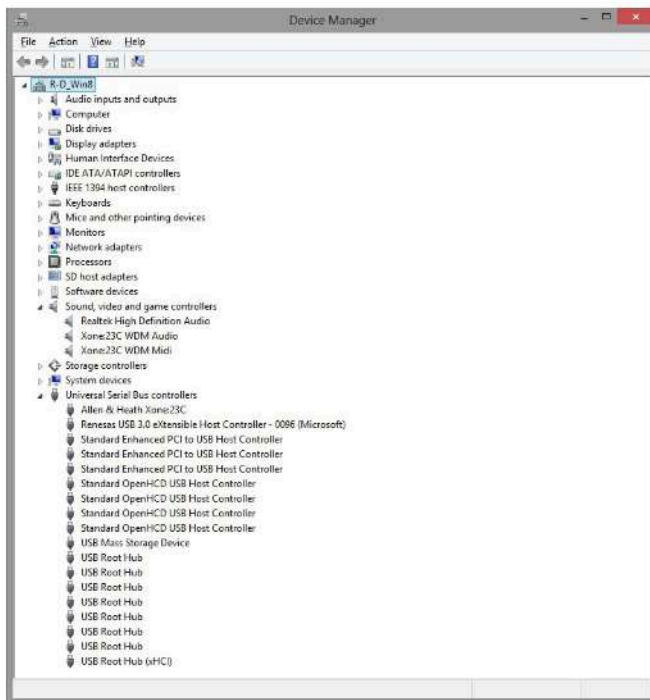 Device Manager
File Action View Help
R-D_Win8
Audio inputs and outputs
Computer
Disk drives
Display adapters
Human Interface Devices
IDE ATA/ATAPI controllers
IEEE 1394 host controllers
Keyboards
Mice and other pointing devices
Monitors
Network adapters
Processors
SD host adapters
Software devices
Sound, video and game controllers
Realtek High Definition Audio
Xone:23C WDM Audio
Xone:23C WDM Midi
Storage controllers
System devices
Universal Serial Bus controllers
Allen & Heath Xone:23C
Renesas USB 3.0 eXtensible Host Controller - 0096 (Microsoft)
Standard Enhanced PCI to USB Host Controller
Standard Enhanced PCI to USB Host Controller
Standard Enhanced PCI to USB Host Controller
Standard OpenHCD USB Host Controller
Standard OpenHCD USB Host Controller
Standard OpenHCD USB Host Controller
Standard OpenHCD USB Host Controller
USB Mass Storage Device
USB Root Hub
USB Root Hub
USB Root Hub
USB Root Hub
USB Root Hub
USB Root Hub
USB Root Hub
USB Root Hub (xHCI)